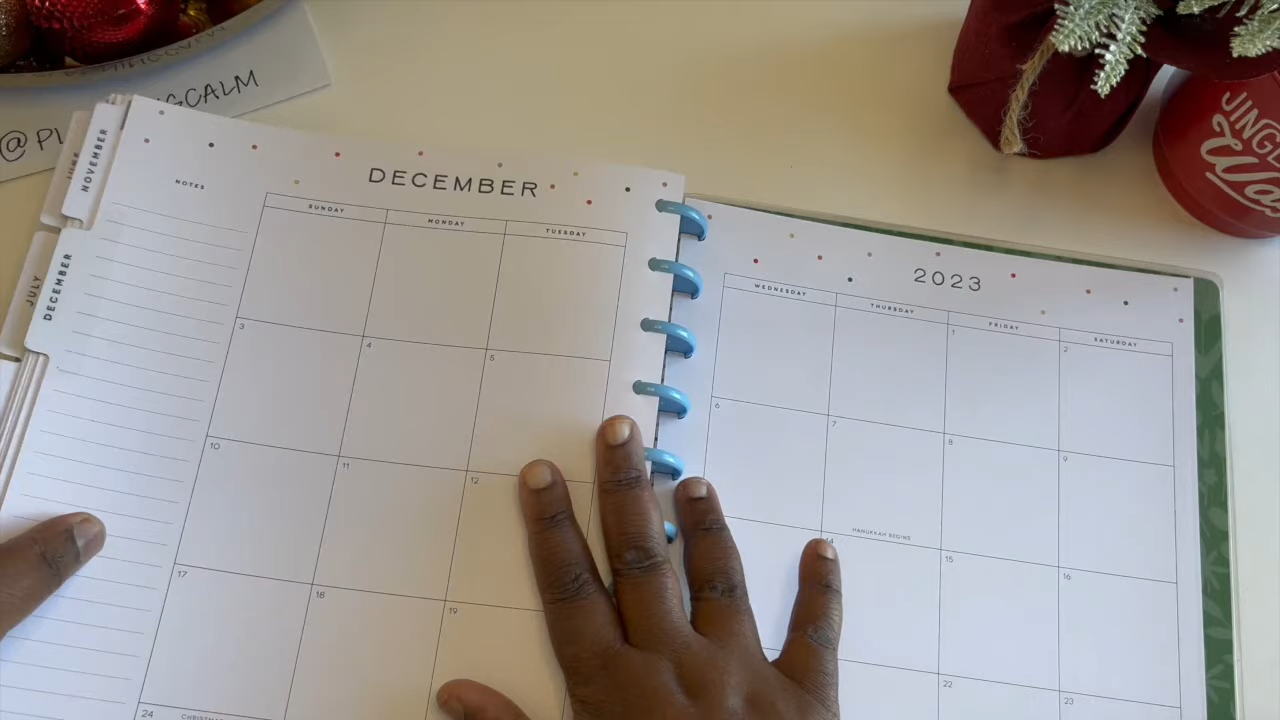 @PL
GCALM
JUNE
NOVEMBER
JULY
DECEMBER
NOTES
DECEMBER
SUNDAY MONDAY TUESDAY
3 4 5
10 11 12
17 18 19
24
2023
WEDNESDAY THURSDAY FRIDAY SATURDAY
1 2
6 7 8 9
HANUKKAH BEGINS
14 15 16
22 23
JING